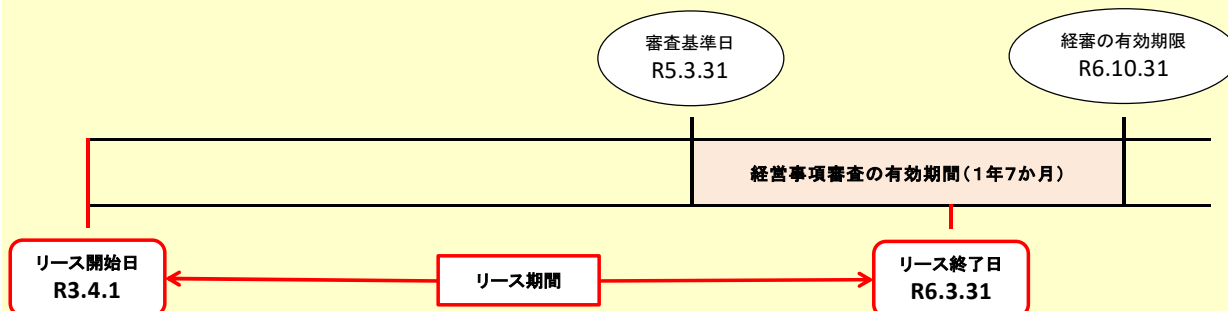 審査基準日
R5.3.31
経審の有効期限
R6.10.31
経営事項審査の有効期間(1年7か月)
リース開始日
R3.4.1
リース期間
リース終了日
R6.3.31